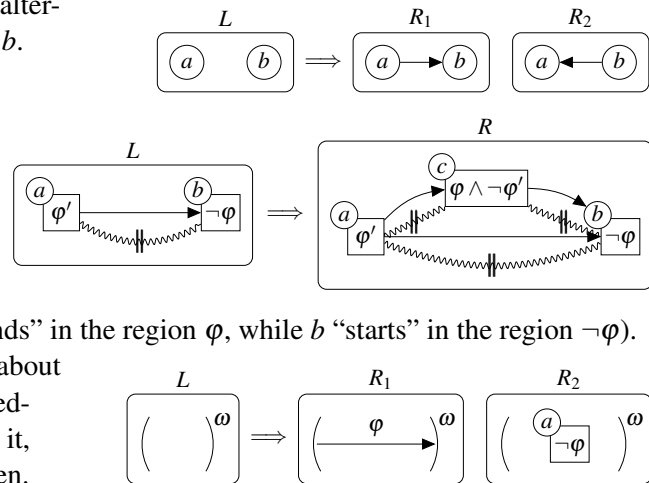 alter-
b.
L R₁ R₂
a b ⟹ a b a b
L R
a φ′ b ¬φ ⟹ a φ′ c φ ∧ ¬φ′ b ¬φ
nds” in the region φ, while b “starts” in the region ¬φ).
about
L R₁ R₂
ed-
( )ω ⟹ ( φ )ω ( a ¬φ )ω
it,
en.